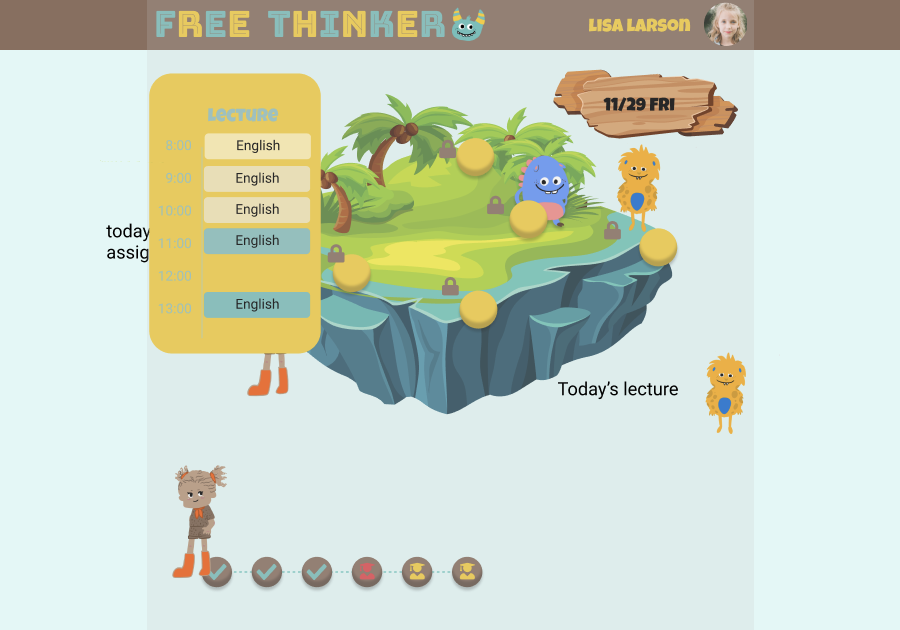 FREE THINKER
LISA LARSON
11/29 FRI
LECTURE
8:00 English
9:00 English
10:00 English
11:00 English
12:00
13:00 English
today
assig
Today's lecture